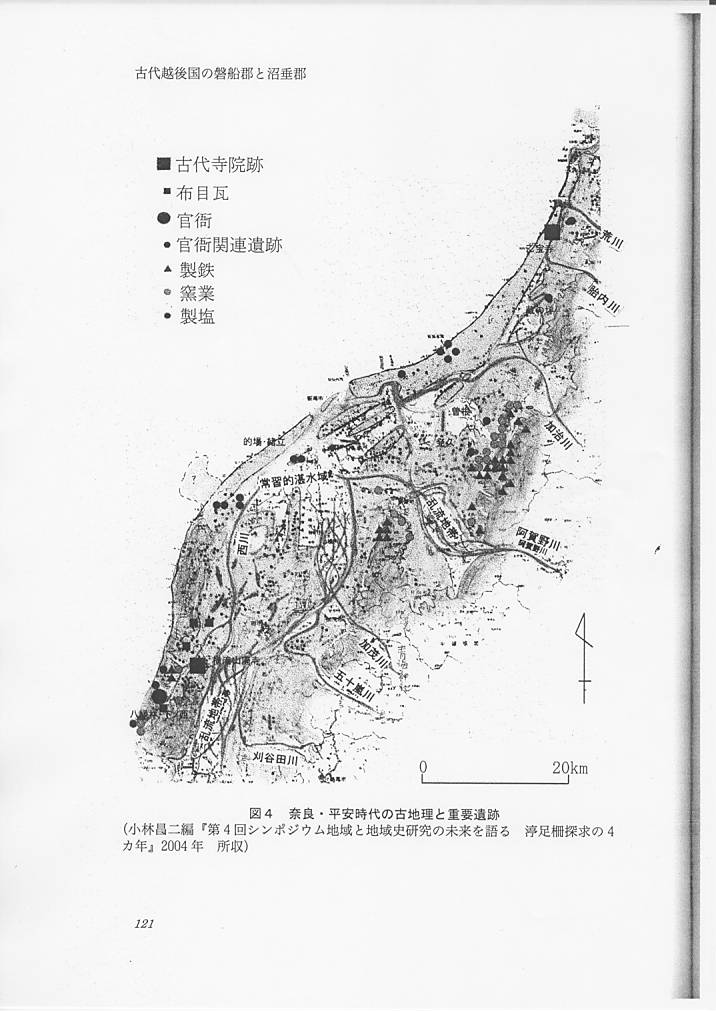 古代越後国の磐船郡と沼垂郡
古代寺院跡
布目瓦
官衙
官衙関連遺跡
製鉄
窯業
製塩
荒川
胎内川
曽根
加治川
的場・緒立
常習的湛水域
乱流地帯
阿賀野川
阿賀野川
西川
加茂川
五十嵐川
乱流地帯
刈谷田川
0 20km
図4 奈良・平安時代の古地理と重要遺跡
(小林昌二編『第4回シンポジウム地域と地域史研究の未来を語る 渟足柵探求の4
カ年』2004年 所収)
121